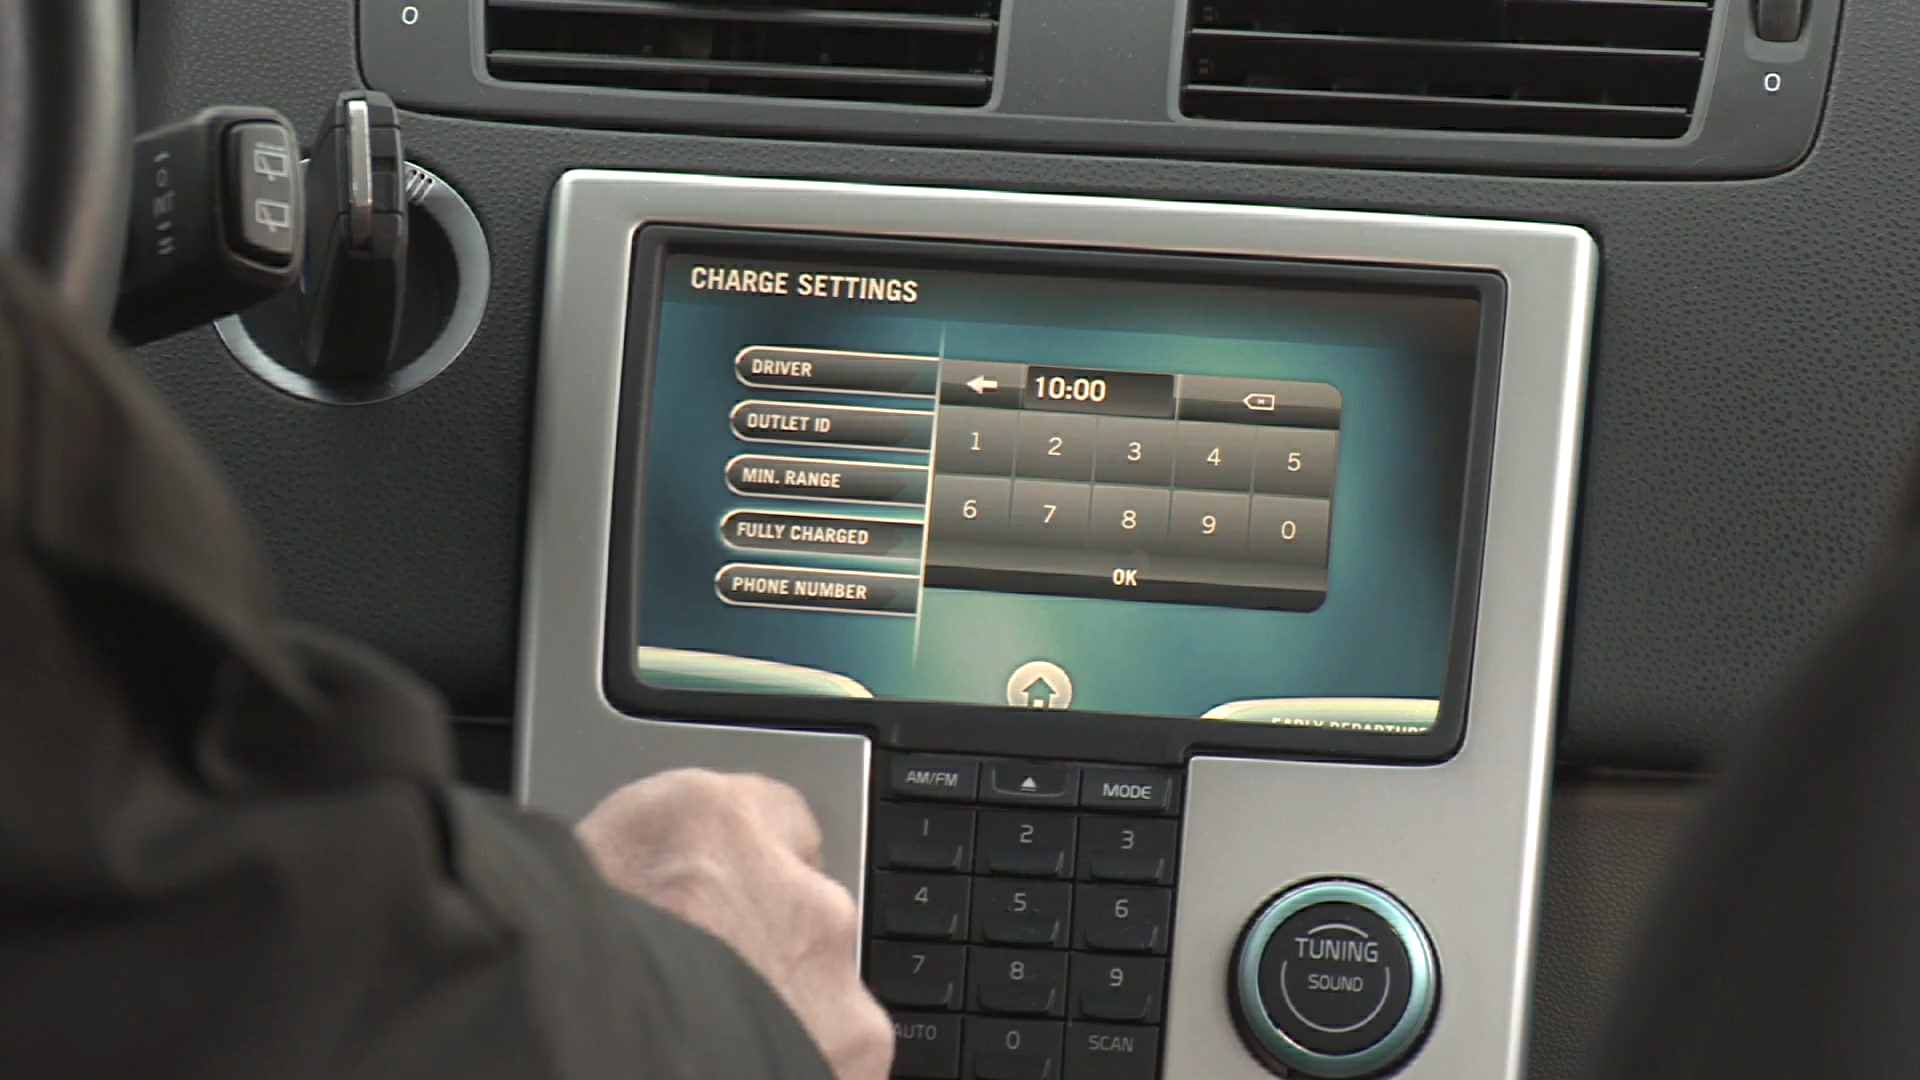 0
0
CHARGE SETTINGS
DRIVER
OUTLET ID
MIN. RANGE
FULLY CHARGED
PHONE NUMBER
10:00
1 2 3 4 5
6 7 8 9 0
OK
EARLY DEPARTURE
AM/FM MODE
1 2 3
4 5 6
7 8 9
AUTO 0 SCAN
TUNING
SOUND